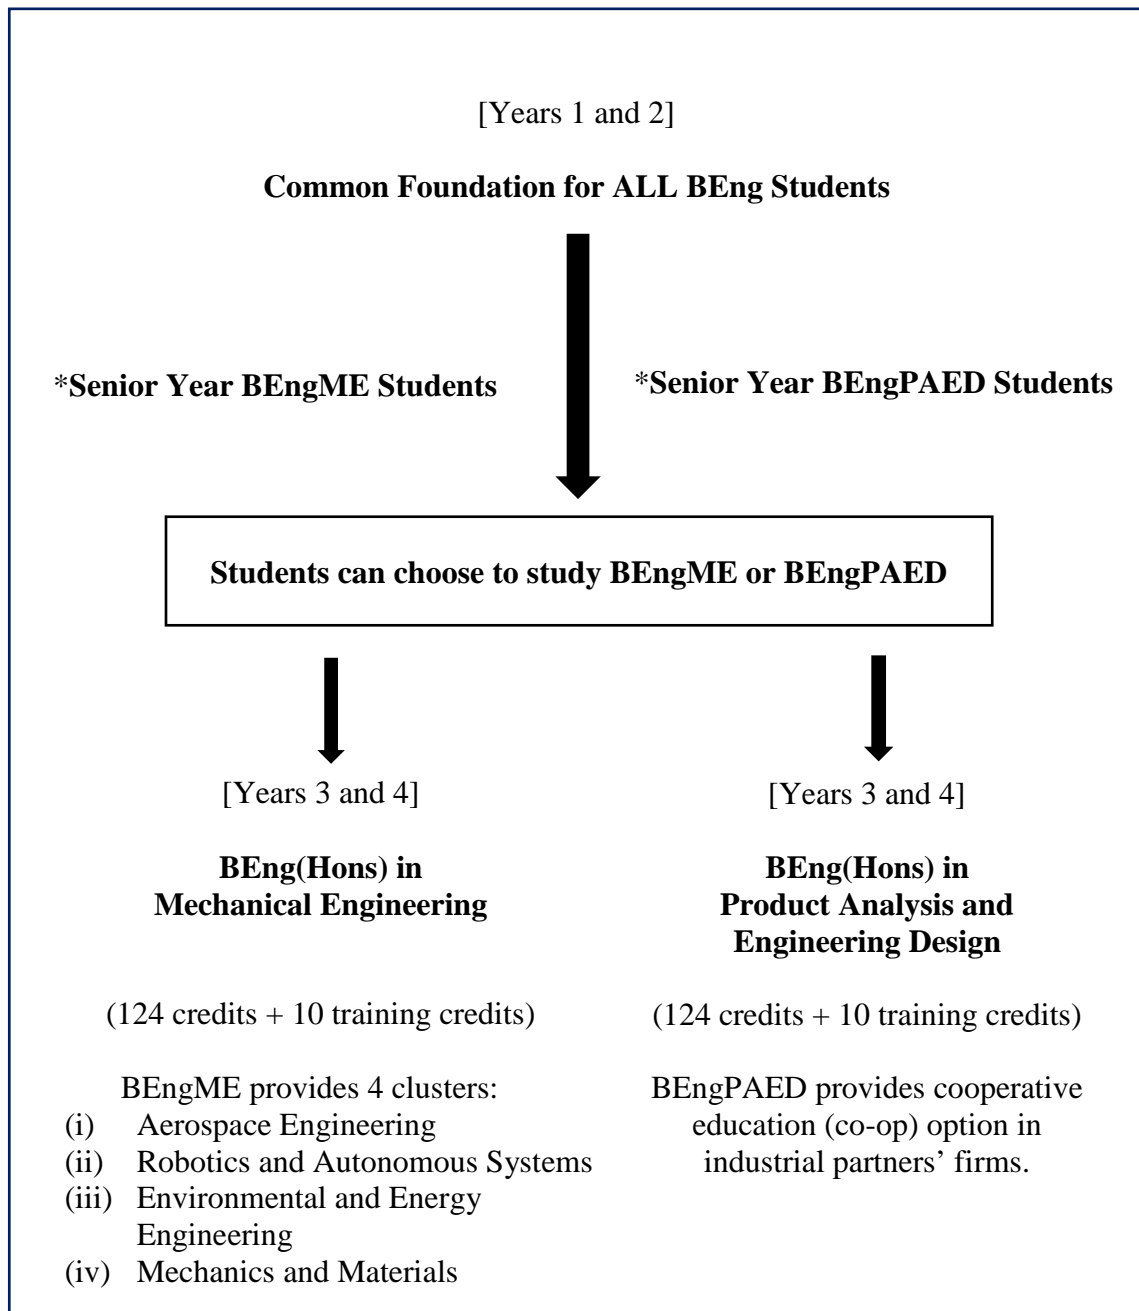 [Years 1 and 2]
Common Foundation for ALL BEng Students
*Senior Year BEngME Students
*Senior Year BEngPAED Students
Students can choose to study BEngME or BEngPAED
[Years 3 and 4]
BEng(Hons) in
Mechanical Engineering
(124 credits + 10 training credits)
BEngME provides 4 clusters:
(i) Aerospace Engineering
(ii) Robotics and Autonomous Systems
(iii) Environmental and Energy
Engineering
(iv) Mechanics and Materials
[Years 3 and 4]
BEng(Hons) in
Product Analysis and
Engineering Design
(124 credits + 10 training credits)
BEngPAED provides cooperative
education (co-op) option in
industrial partners’ firms.